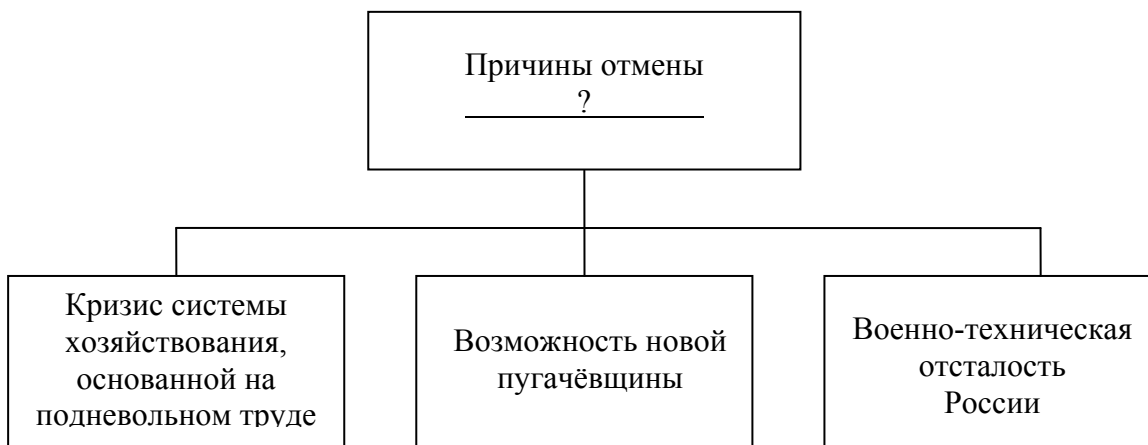 Причины отмены
?
Кризис системы
хозяйствования,
основанной на
подневольном труде
Возможность новой
пугачёвщины
Военно-техническая
отсталость
России